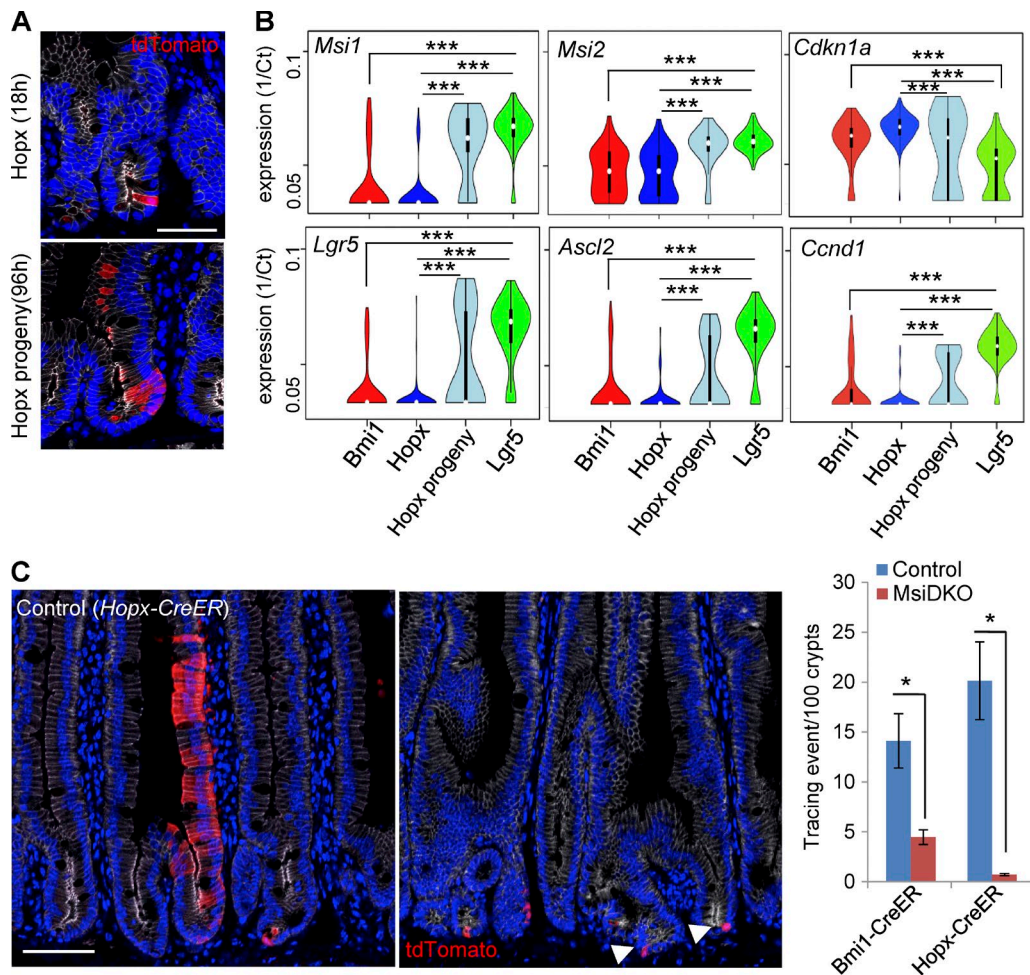 A
tdTomato
Hopx (18h)
Hopx progeny(96h)
B
Msi1
Msi2
Cdkn1a
***
***
***
***
***
***
***
***
***
expression (1/Ct)
0.1
0.05
Lgr5
Ascl2
Ccnd1
***
***
***
***
***
***
***
***
***
expression (1/Ct)
0.1
0.05
Bmi1
Hopx
Hopx progeny
Lgr5
Bmi1
Hopx
Hopx progeny
Lgr5
Bmi1
Hopx
Hopx progeny
Lgr5
C
Control (Hopx-CreER)
tdTomato
Control
MsiDKO
Tracing event/100 crypts
30
25
20
15
10
5
0
*
*
Bmi1-CreER
Hopx-CreER